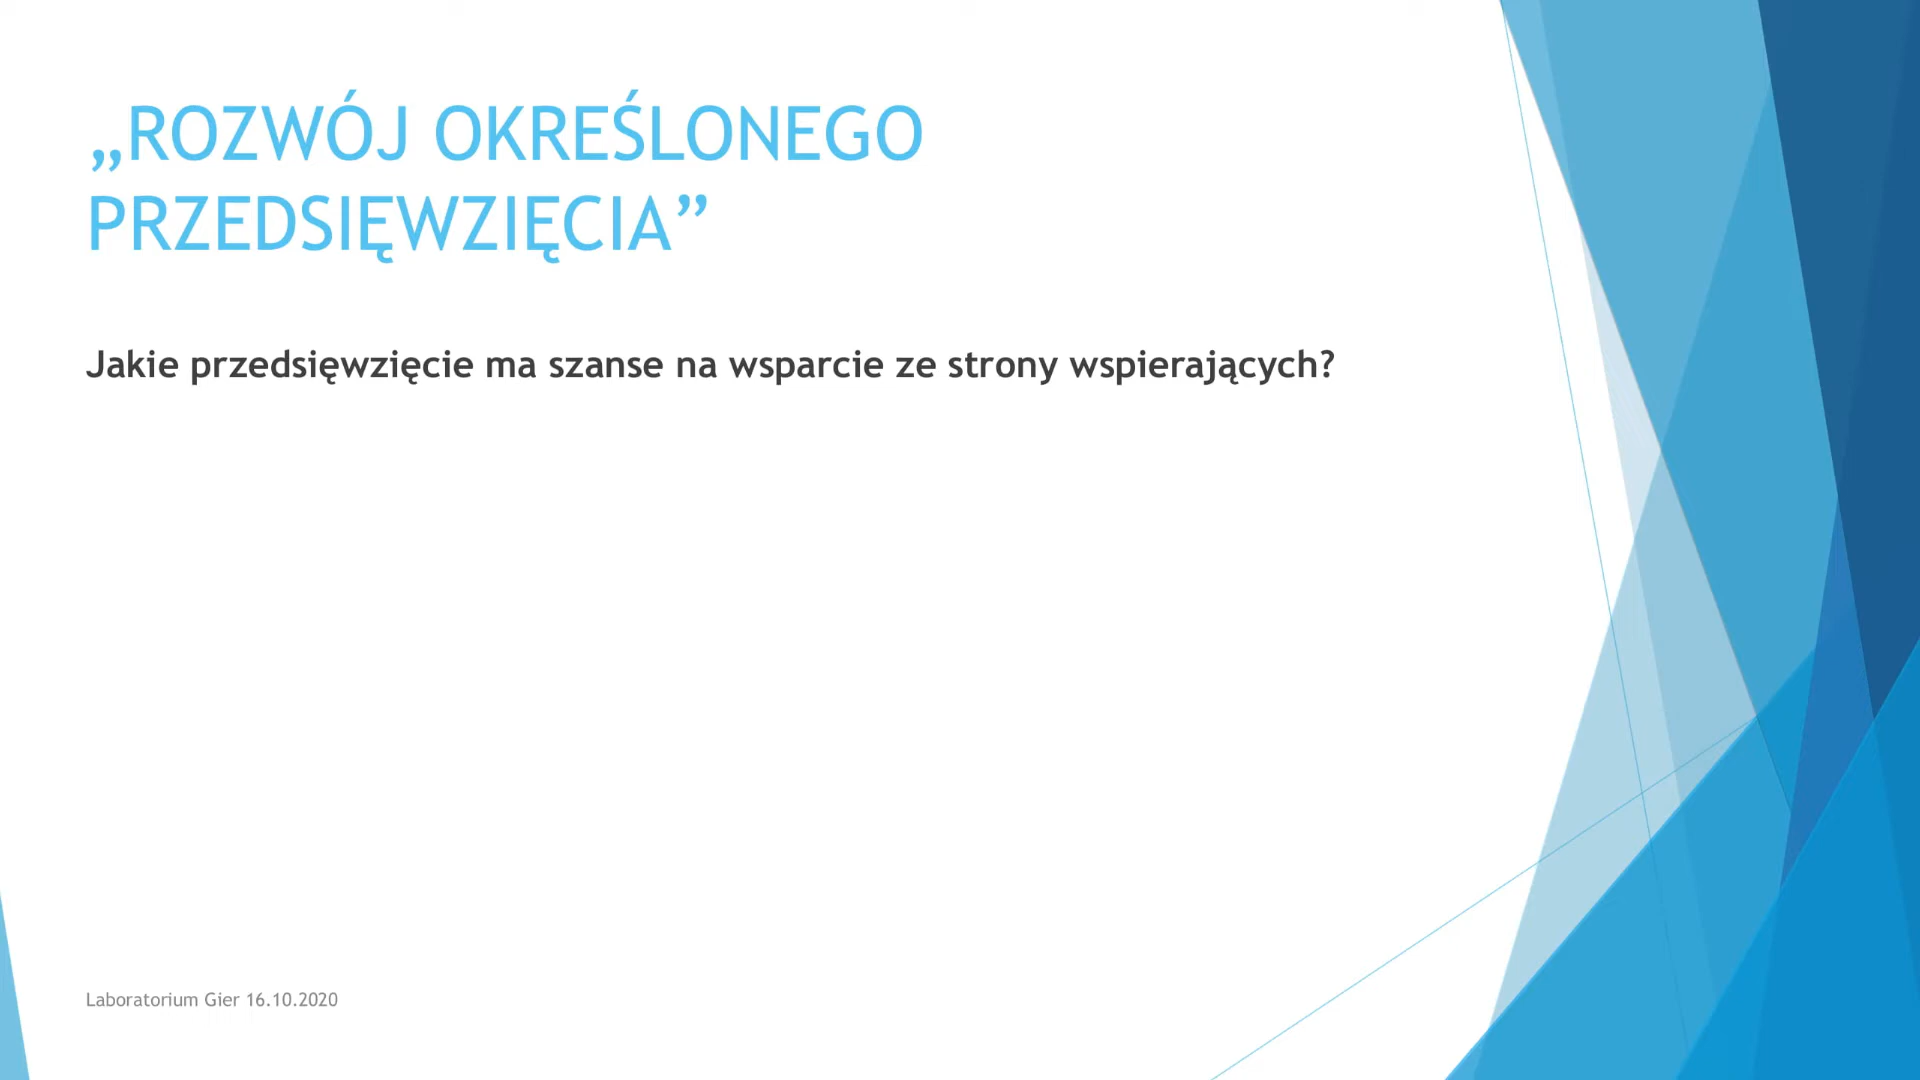 „ROZWÓJ OKREŚLONEGO
PRZEDSIĘWZIĘCIA”
Jakie przedsięwzięcie ma szanse na wsparcie ze strony wspierających?
Laboratorium Gier 16.10.2020